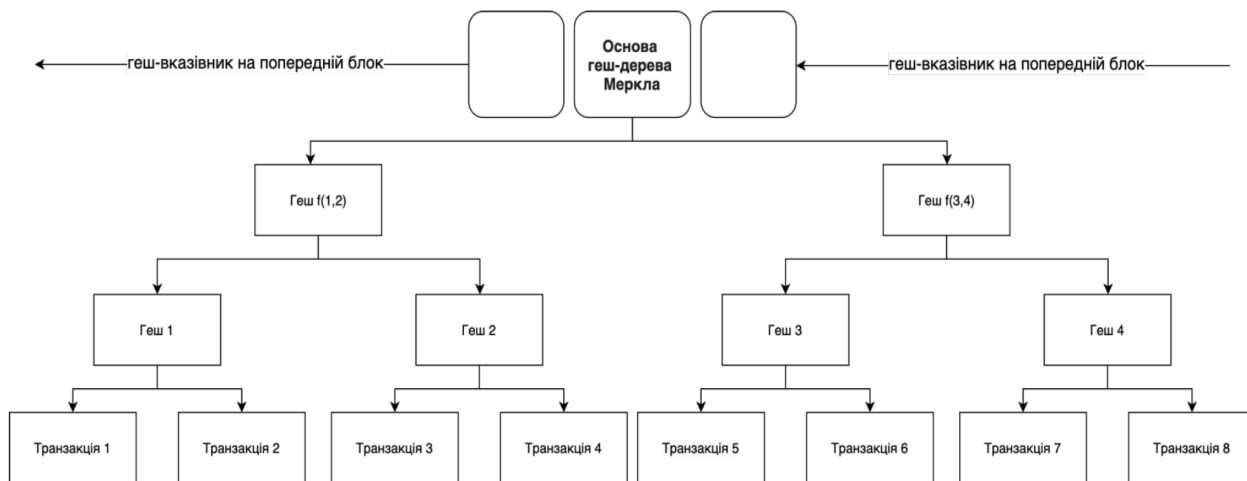 геш-вказівник на попередній блок
Основа
геш-дерева
Меркла
геш-вказівник на попередній блок
Геш f(1,2)
Геш f(3,4)
Геш 1
Геш 2
Геш 3
Геш 4
Транзакція 1
Транзакція 2
Транзакція 3
Транзакція 4
Транзакція 5
Транзакція 6
Транзакція 7
Транзакція 8